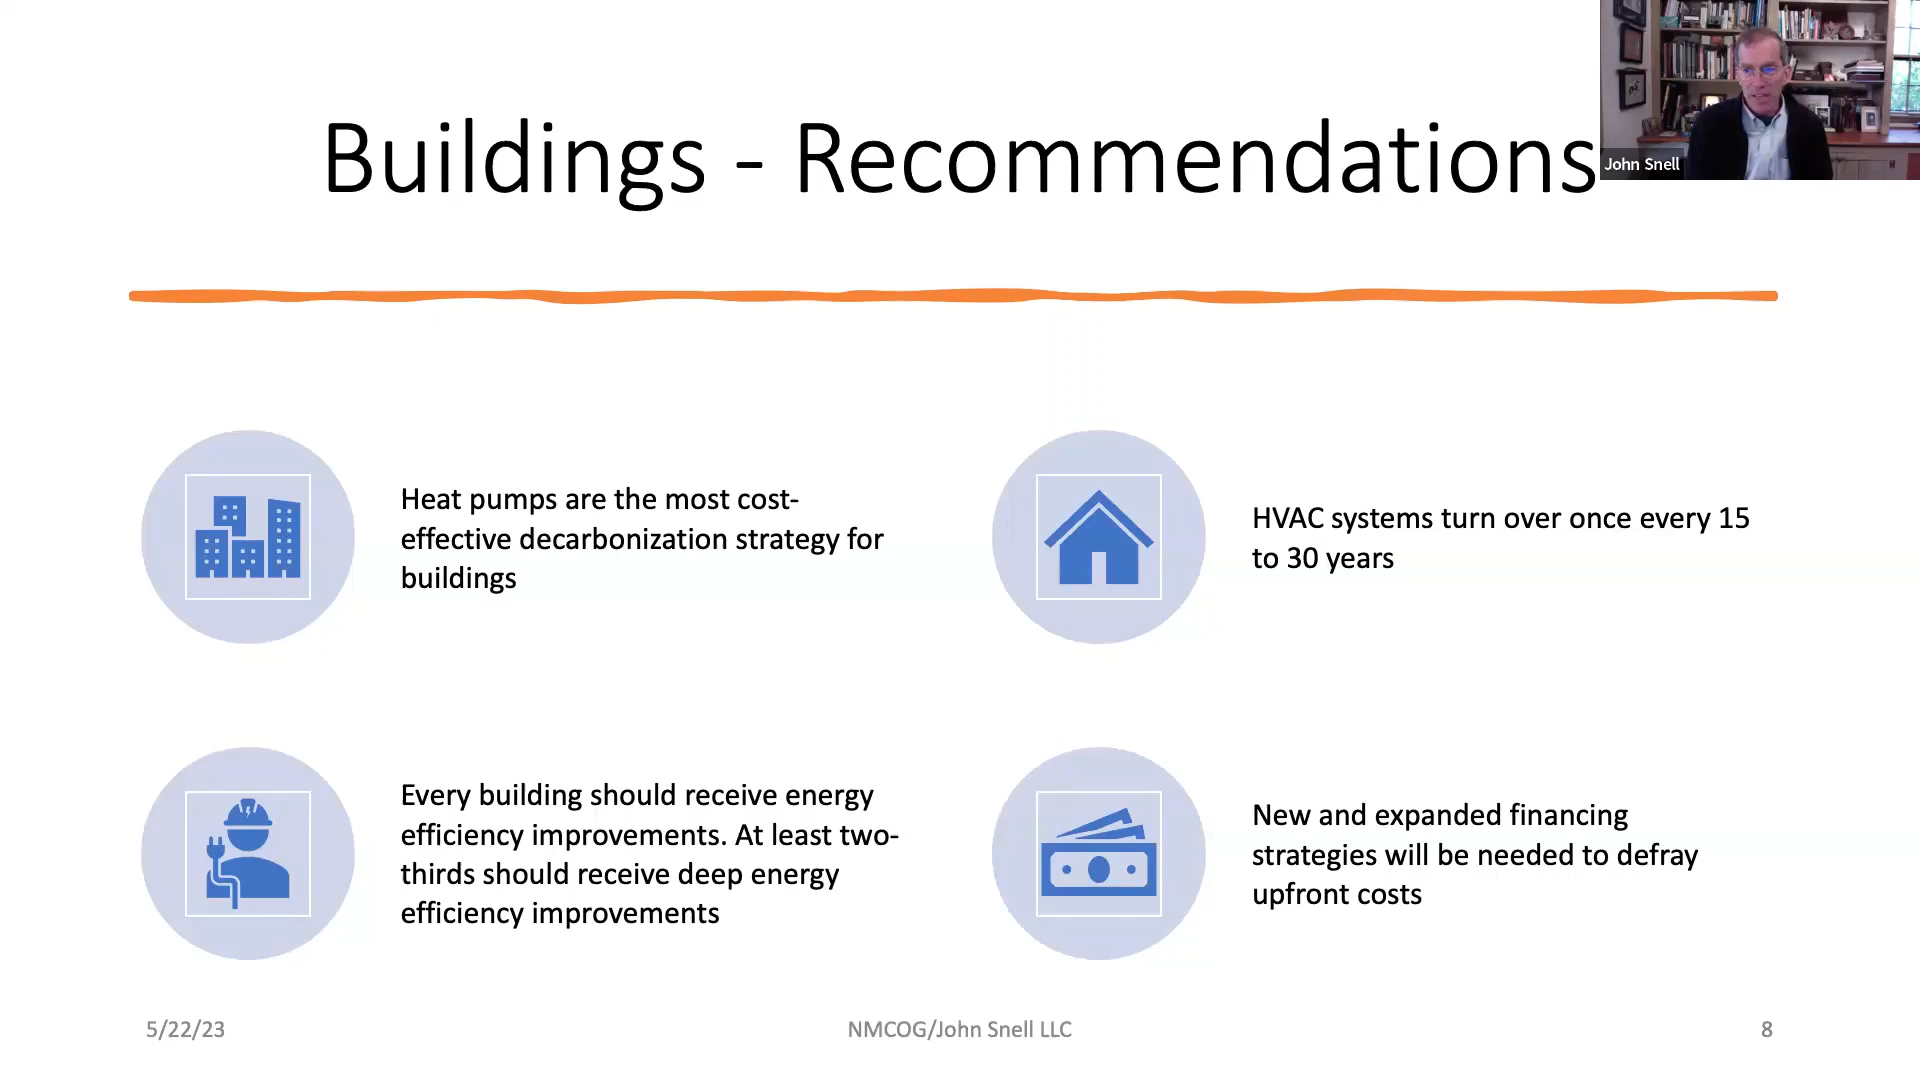 Buildings - Recommendations
John Snell
Heat pumps are the most cost-
effective decarbonization strategy for
buildings
HVAC systems turn over once every 15
to 30 years
Every building should receive energy
efficiency improvements. At least two-
thirds should receive deep energy
efficiency improvements
New and expanded financing
strategies will be needed to defray
upfront costs
5/22/23
NMCOG/John Snell LLC
8